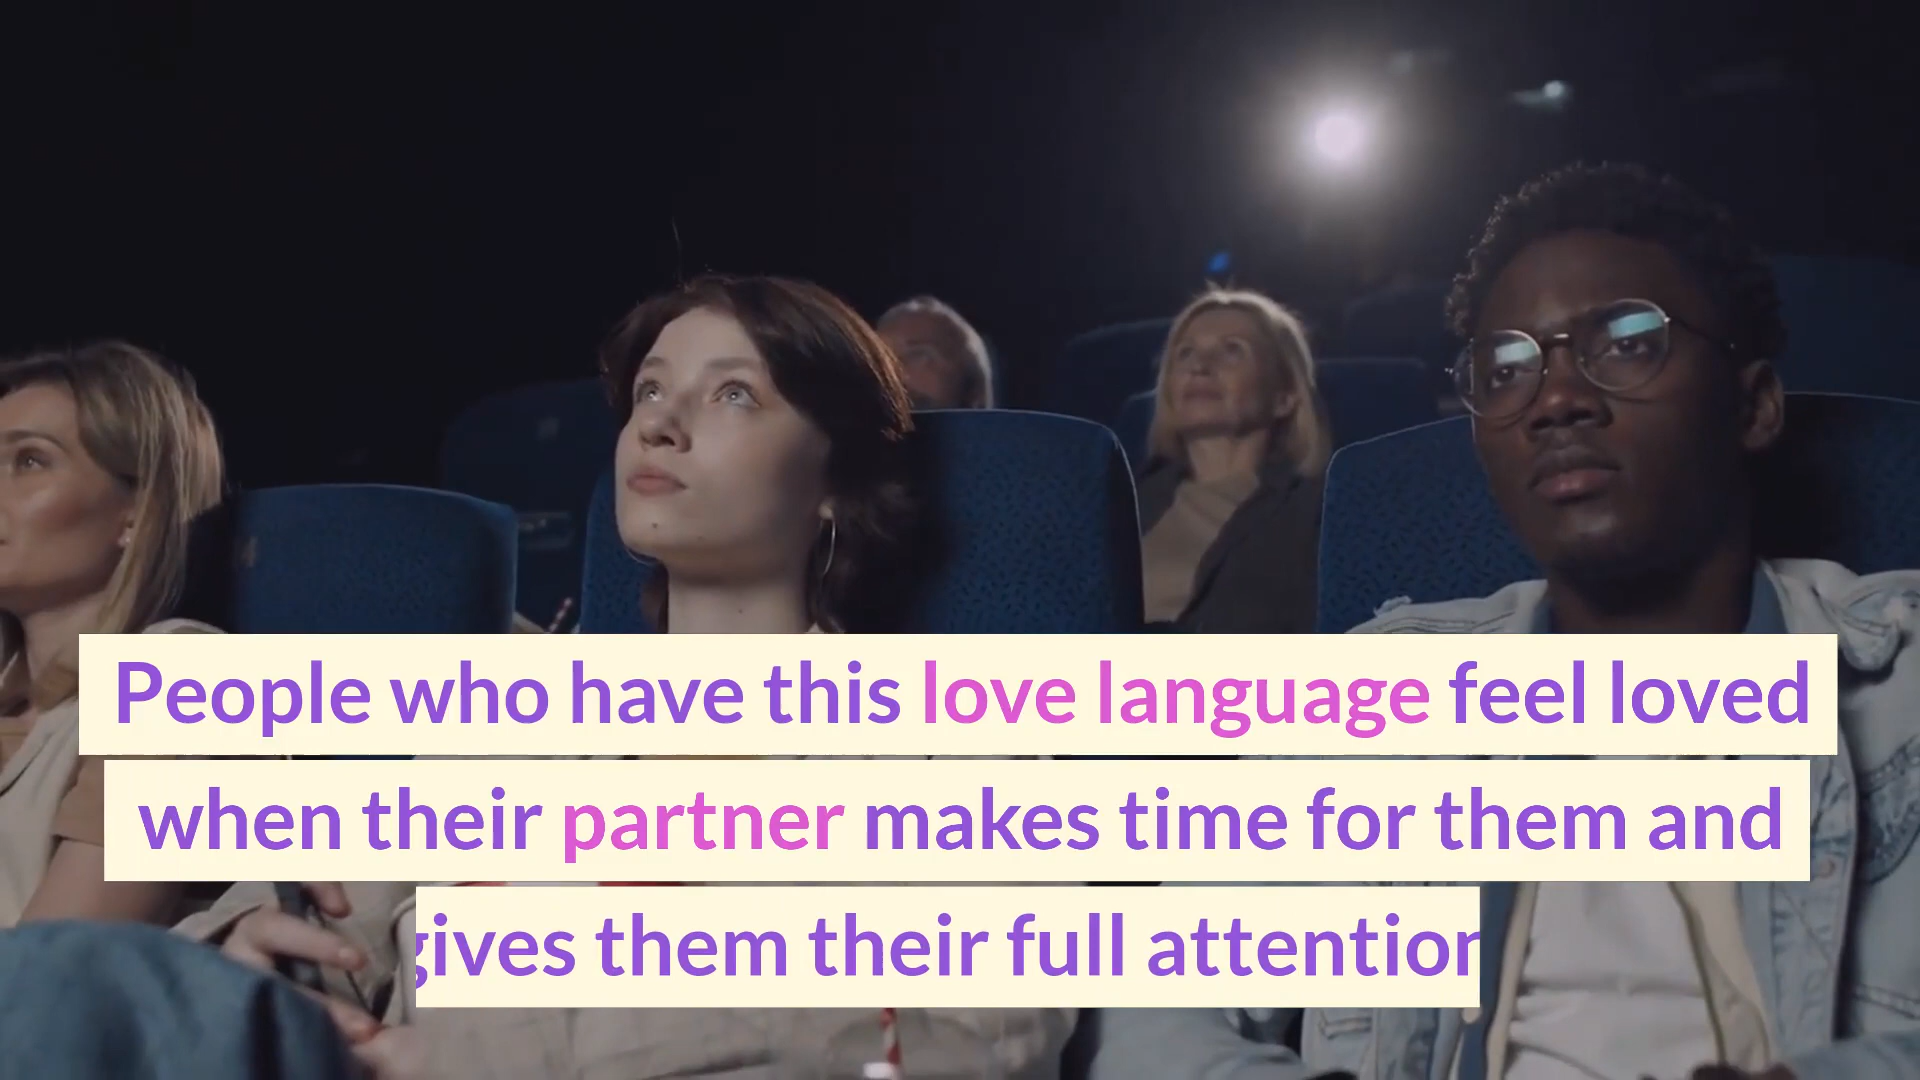 People who have this love language feel loved
when their partner makes time for them and
gives them their full attention